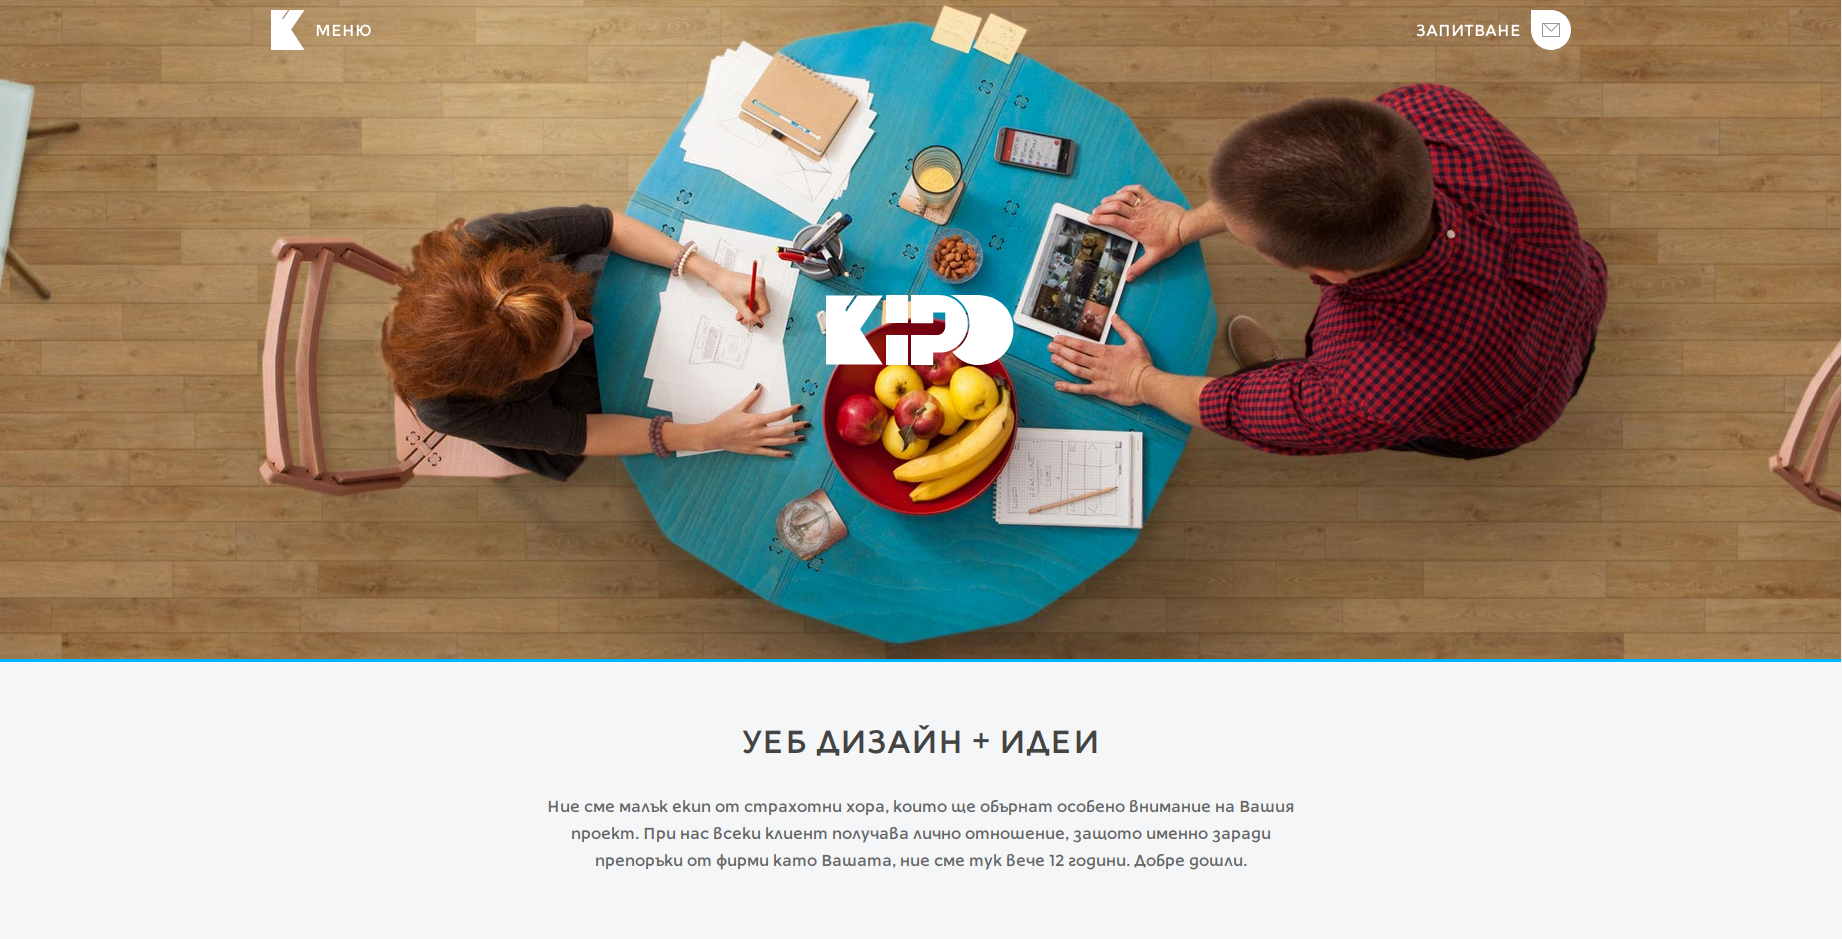 МЕНЮ
ЗАПИТВАНЕ
УЕБ ДИЗАЙН + ИДЕИ
Ние сме малък екип от страхотни хора, които ще обърнат особено внимание на Вашия
проект. При нас всеки клиент получава лично отношение, защото именно заради
препоръки от фирми като Вашата, ние сме тук вече 12 години. Добре дошли.